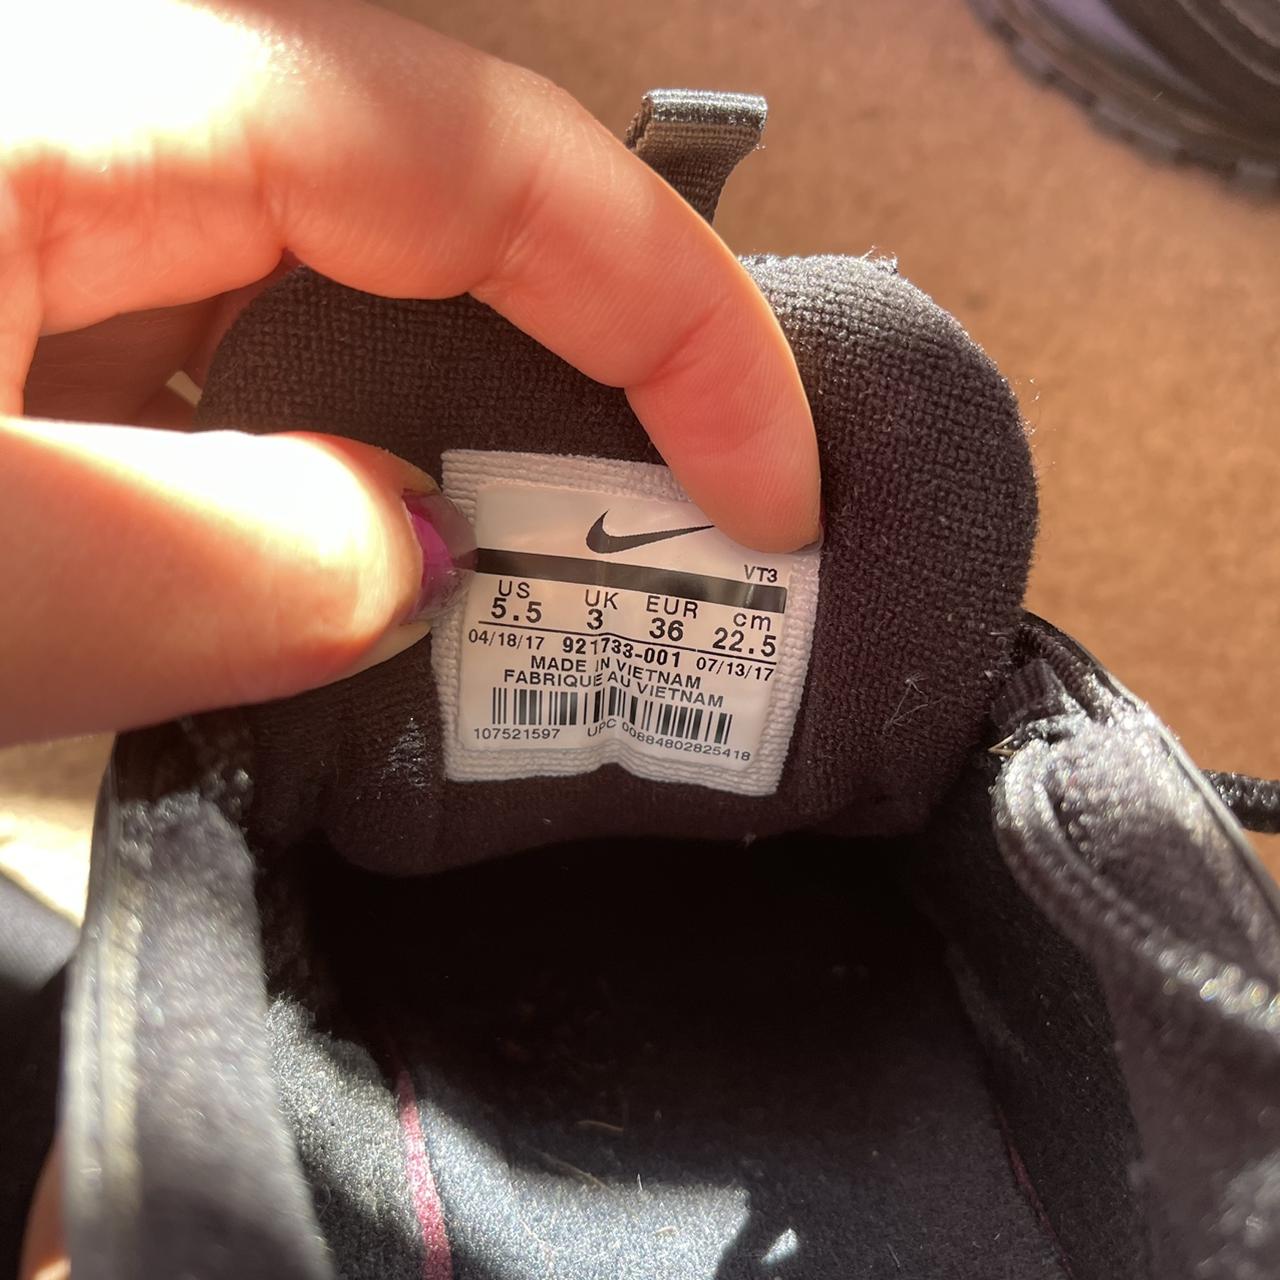 VT3
US UK EUR cm
5.5 3 36 22.5
04/18/17 921733-001 07/13/17
MADE IN VIETNAM
FABRIQUE AU VIETNAM
107521597 UPC 00884802825418